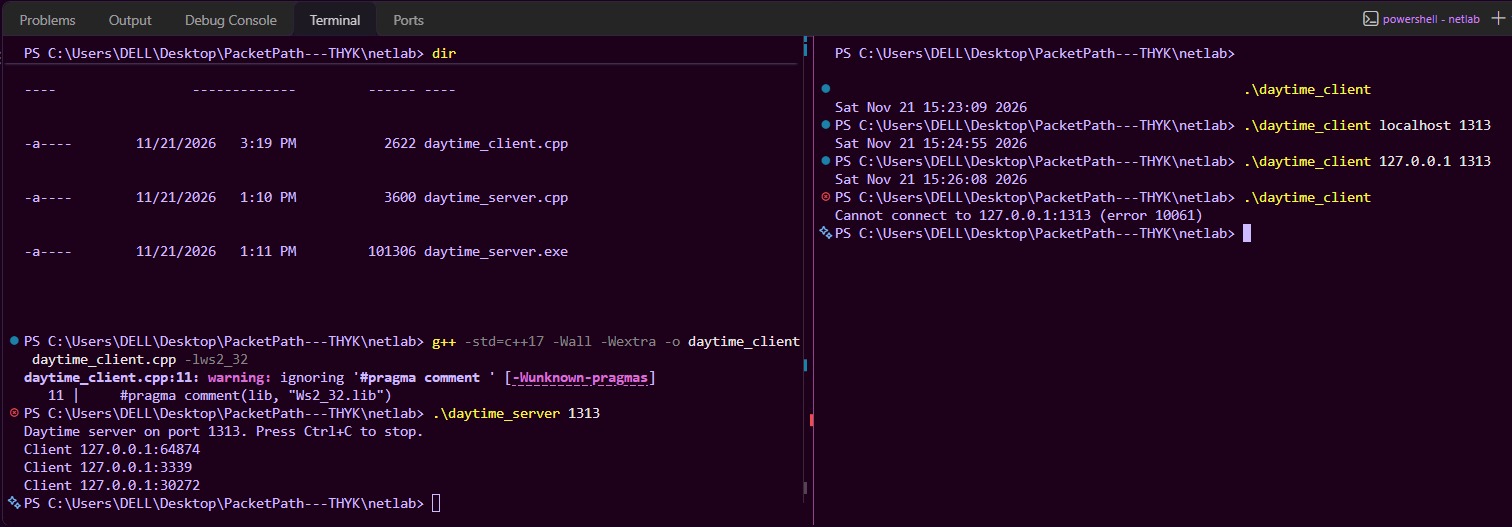 Problems Output Debug Console Terminal Ports
powershell - netlab
PS C:\Users\DELL\Desktop\PacketPath---THYK\netlab> dir
---- ------------- ------ ----
-a---- 11/21/2026 3:19 PM 2622 daytime_client.cpp
-a---- 11/21/2026 1:10 PM 3600 daytime_server.cpp
-a---- 11/21/2026 1:11 PM 101306 daytime_server.exe
PS C:\Users\DELL\Desktop\PacketPath---THYK\netlab> g++ -std=c++17 -Wall -Wextra -o daytime_client
daytime_client.cpp -lws2_32
daytime_client.cpp:11: warning: ignoring '#pragma comment ' [-Wunknown-pragmas]
11 | #pragma comment(lib, "Ws2_32.lib")
PS C:\Users\DELL\Desktop\PacketPath---THYK\netlab> .\daytime_server 1313
Daytime server on port 1313. Press Ctrl+C to stop.
Client 127.0.0.1:64874
Client 127.0.0.1:3339
Client 127.0.0.1:30272
PS C:\Users\DELL\Desktop\PacketPath---THYK\netlab>
PS C:\Users\DELL\Desktop\PacketPath---THYK\netlab>
.\daytime_client
Sat Nov 21 15:23:09 2026
PS C:\Users\DELL\Desktop\PacketPath---THYK\netlab> .\daytime_client localhost 1313
Sat Nov 21 15:24:55 2026
PS C:\Users\DELL\Desktop\PacketPath---THYK\netlab> .\daytime_client 127.0.0.1 1313
Sat Nov 21 15:26:08 2026
PS C:\Users\DELL\Desktop\PacketPath---THYK\netlab> .\daytime_client
Cannot connect to 127.0.0.1:1313 (error 10061)
PS C:\Users\DELL\Desktop\PacketPath---THYK\netlab>